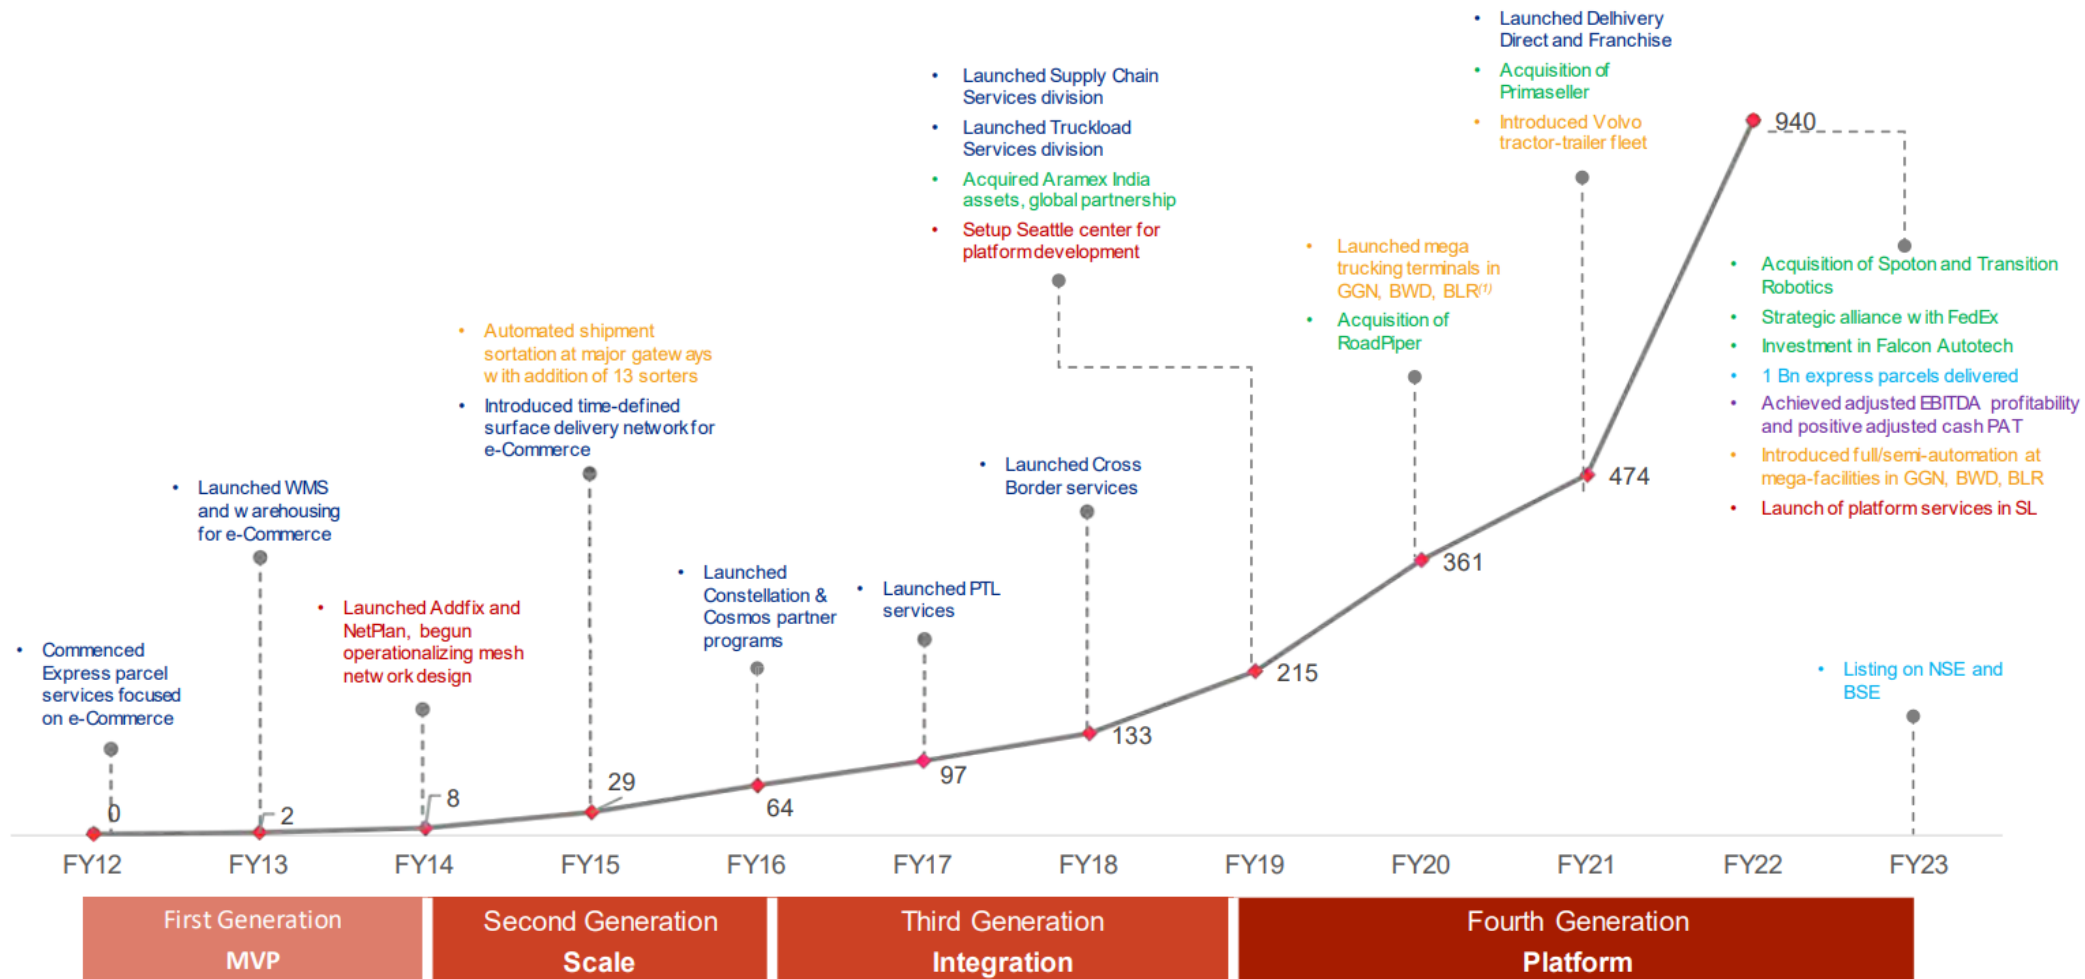 • Commenced
Express parcel
services focused
on e-Commerce
• Launched WMS
and warehousing
for e-Commerce
• Launched Addfix and
NetPlan, begun
operationalizing mesh
network design
• Automated shipment
sortation at major gateways
with addition of 13 sorters
• Introduced time-defined
surface delivery network for
e-Commerce
• Launched
Constellation &
Cosmos partner
programs
• Launched PTL
services
• Launched Cross
Border services
• Launched Supply Chain
Services division
• Launched Truckload
Services division
• Acquired Aramex India
assets, global partnership
• Setup Seattle center for
platform development
• Launched mega
trucking terminals in
GGN, BWD, BLR(1)
• Acquisition of
RoadPiper
• Launched Delhivery
Direct and Franchise
• Acquisition of
Primaseller
• Introduced Volvo
tractor-trailer fleet
• Acquisition of Spoton and Transition
Robotics
• Strategic alliance with FedEx
• Investment in Falcon Autotech
• 1 Bn express parcels delivered
• Achieved adjusted EBITDA profitability
and positive adjusted cash PAT
• Introduced full/semi-automation at
mega-facilities in GGN, BWD, BLR
• Launch of platform services in SL
• Listing on NSE and
BSE
0
2
8
29
64
97
133
215
361
474
940
FY12
FY13
FY14
FY15
FY16
FY17
FY18
FY19
FY20
FY21
FY22
FY23
First Generation
MVP
Second Generation
Scale
Third Generation
Integration
Fourth Generation
Platform